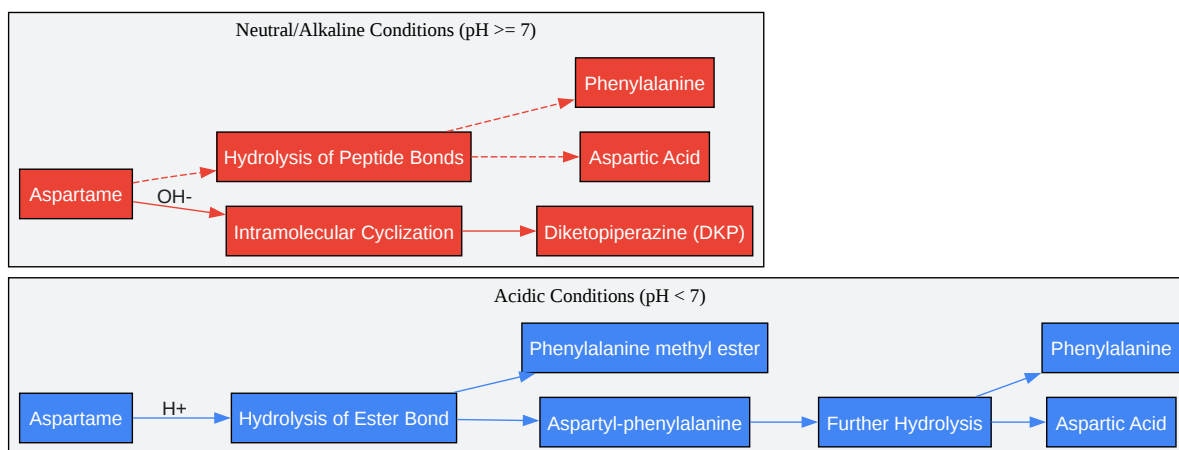 Neutral/Alkaline Conditions (pH >= 7)
Phenylalanine
Hydrolysis of Peptide Bonds
Aspartic Acid
Aspartame
OH-
Intramolecular Cyclization
Diketopiperazine (DKP)
Acidic Conditions (pH < 7)
Phenylalanine methyl ester
Phenylalanine
Aspartame
H+
Hydrolysis of Ester Bond
Aspartyl-phenylalanine
Further Hydrolysis
Aspartic Acid